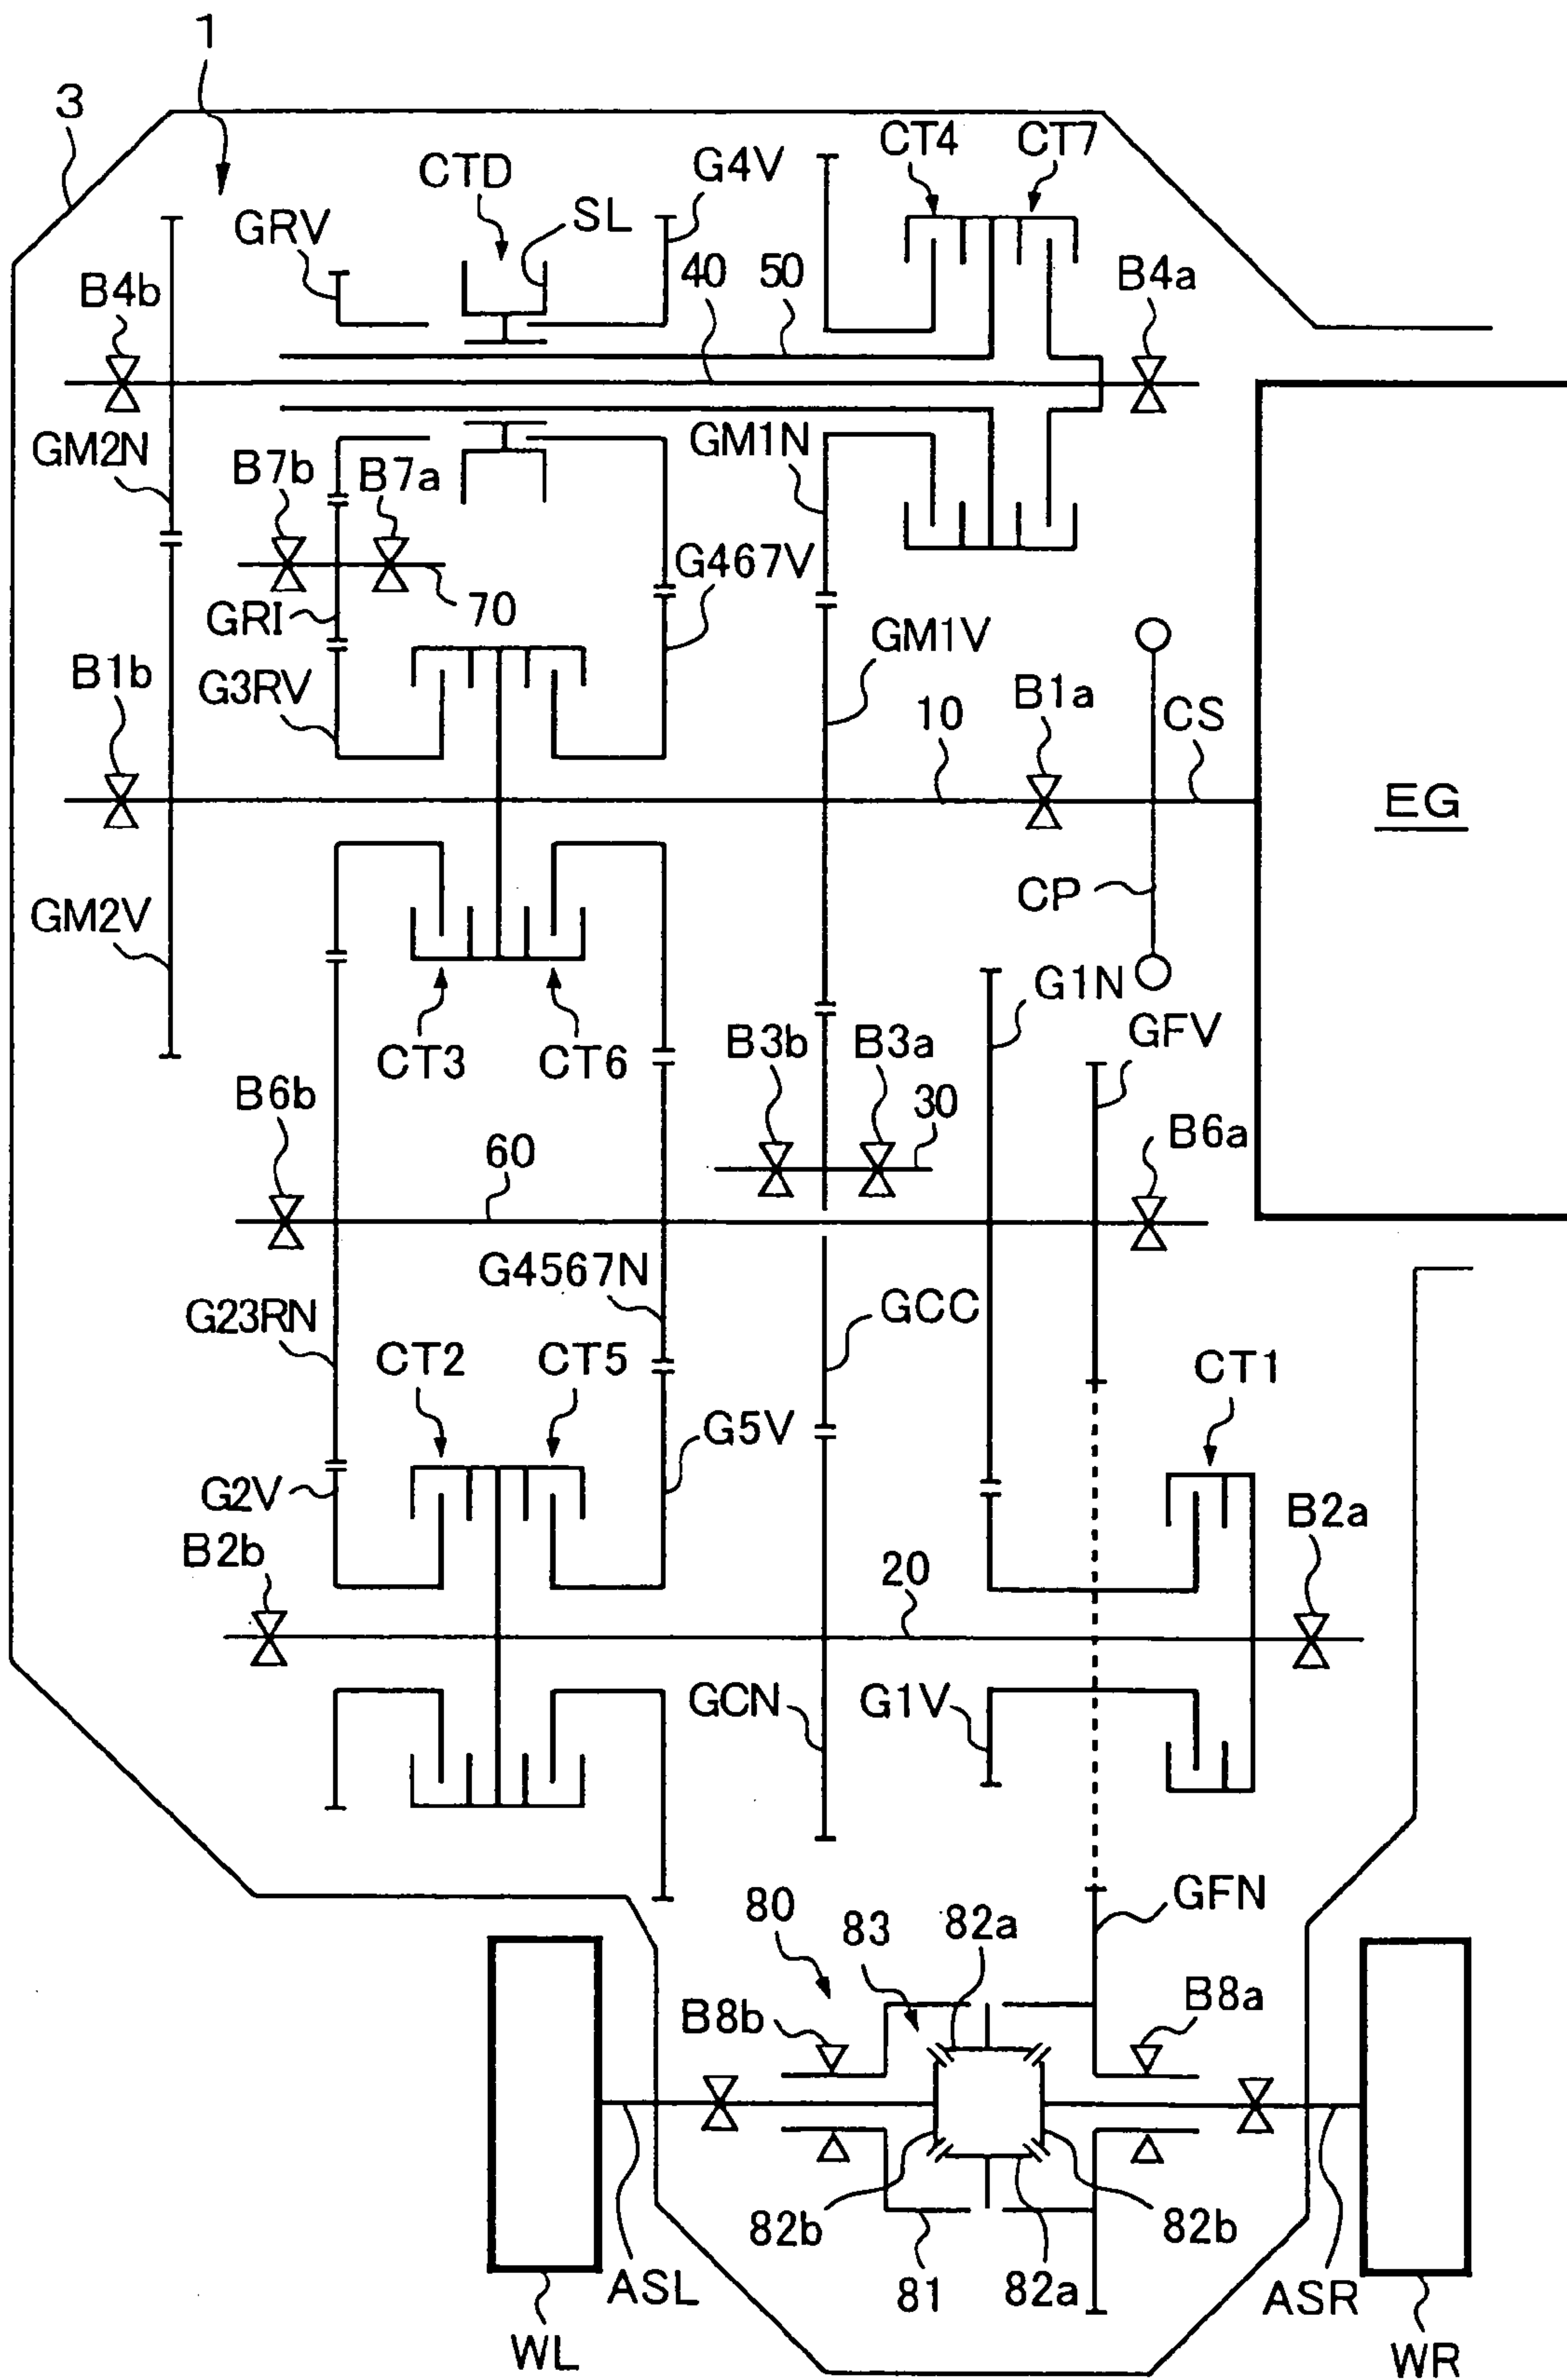 1
3
CT4
CT7
CTD
G4V
GRV
SL
40
50
B4b
B4a
GM2N
GM1N
B7b
B7a
G467V
GRI
70
GM1V
B1b
G3RV
10
B1a
CS
EG
CP
GM2V
G1N
GFV
CT3
CT6
B3b
B3a
B6b
30
B6a
60
G4567N
G23RN
GCC
CT2
CT5
CT1
G5V
G2V
B2b
B2a
20
GCN
G1V
80
83
82a
GFN
B8b
B8a
82b
82b
81
82a
ASL
ASR
WL
WR